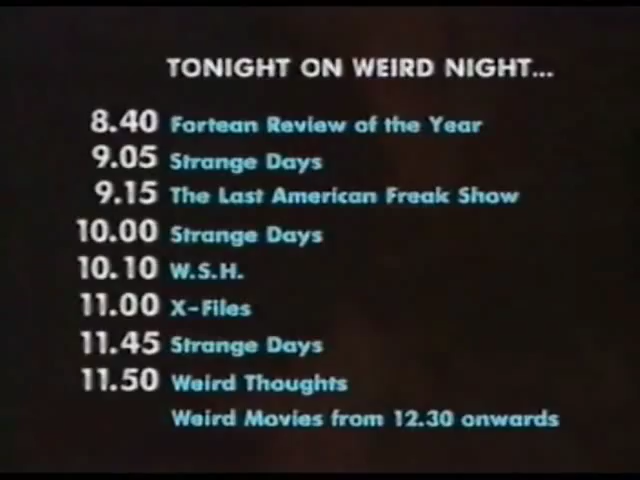 TONIGHT ON WEIRD NIGHT...
8.40 Fortean Review of the Year
9.05 Strange Days
9.15 The Last American Freak Show
10.00 Strange Days
10.10 W.S.H.
11.00 X-Files
11.45 Strange Days
11.50 Weird Thoughts
Weird Movies from 12.30 onwards